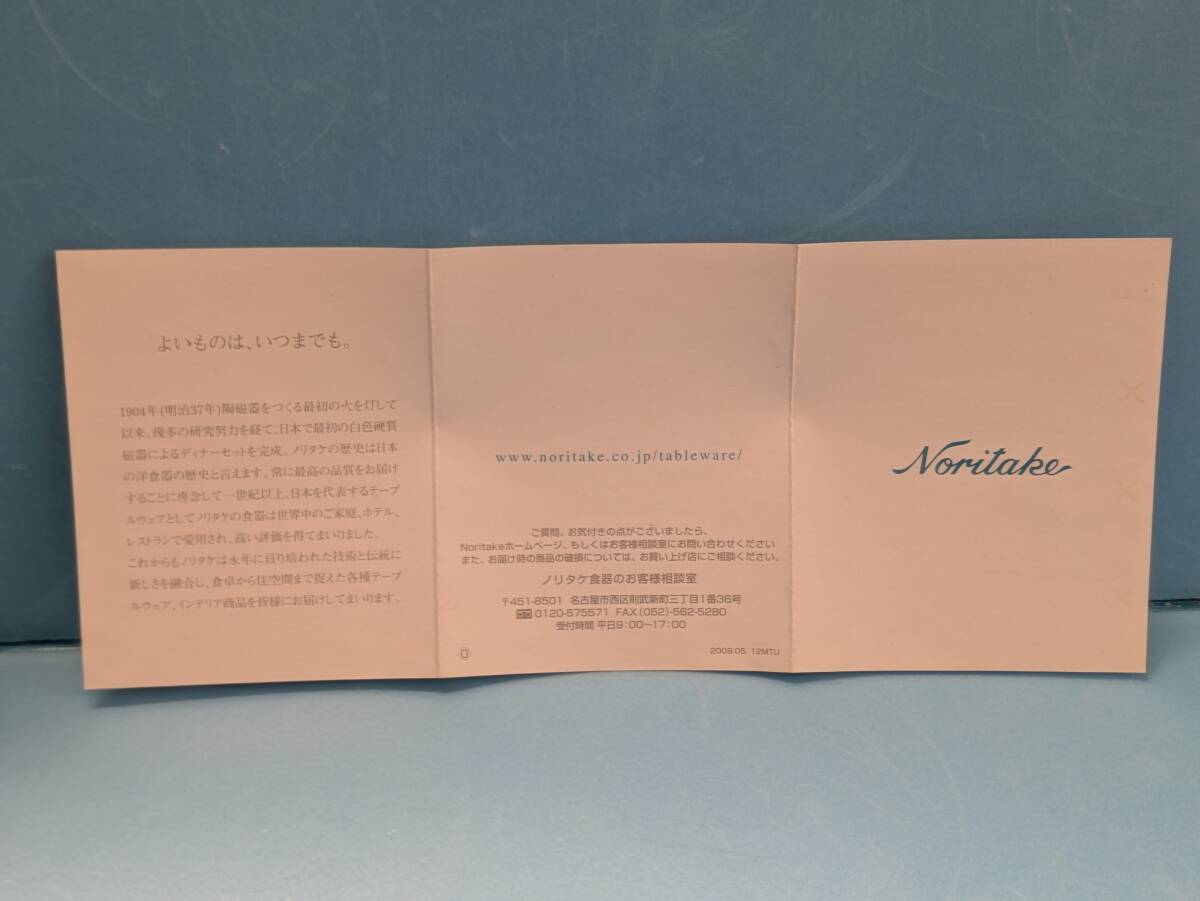 よいものは、いつまでも。
1904年(明治37年)陶磁器をつくる最初の火を灯して
以来、幾多の研究努力を経て、日本で最初の白色硬質
磁器によるディナーセットを完成。ノリタケの歴史は日本
の洋食器の歴史と言えます。常に最高の品質をお届け
することに専念して一世紀以上、日本を代表するテーブ
ルウェアとしてノリタケの食器は世界中のご家庭、ホテル、
レストランで愛用され、高い評価を得てまいりました。
これからもノリタケは永年に亘り培われた技術と伝統に
新しさを融合し、食卓から住空間まで捉えた各種テーブ
ルウェア、インテリア商品を皆様にお届けしてまいります。
www.noritake.co.jp/tableware/
ご質問、お気付きの点がございましたら、
Noritakeホームページ、もしくはお客様相談室にお問い合わせください
また、お届け時の商品の破損については、お買い上げ店にご相談ください。
ノリタケ食器のお客様相談室
〒451-8501 名古屋市西区則武新町三丁目1番36号
0120-575571 FAX (052)-562-5280
受付時間 平日9:00〜17:00
2009.05. 12MTU
Noritake